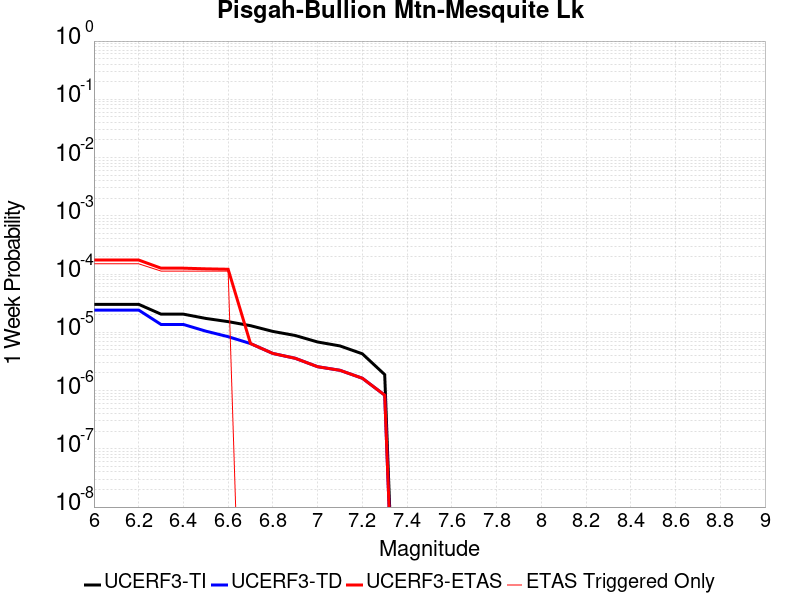 Pisgah-Bullion Mtn-Mesquite Lk
10^0
10^-1
10^-2
10^-3
10^-4
10^-5
10^-6
10^-7
10^-8
1 Week Probability
6 6.2 6.4 6.6 6.8 7 7.2 7.4 7.6 7.8 8 8.2 8.4 8.6 8.8 9
Magnitude
UCERF3-TI UCERF3-TD UCERF3-ETAS ETAS Triggered Only